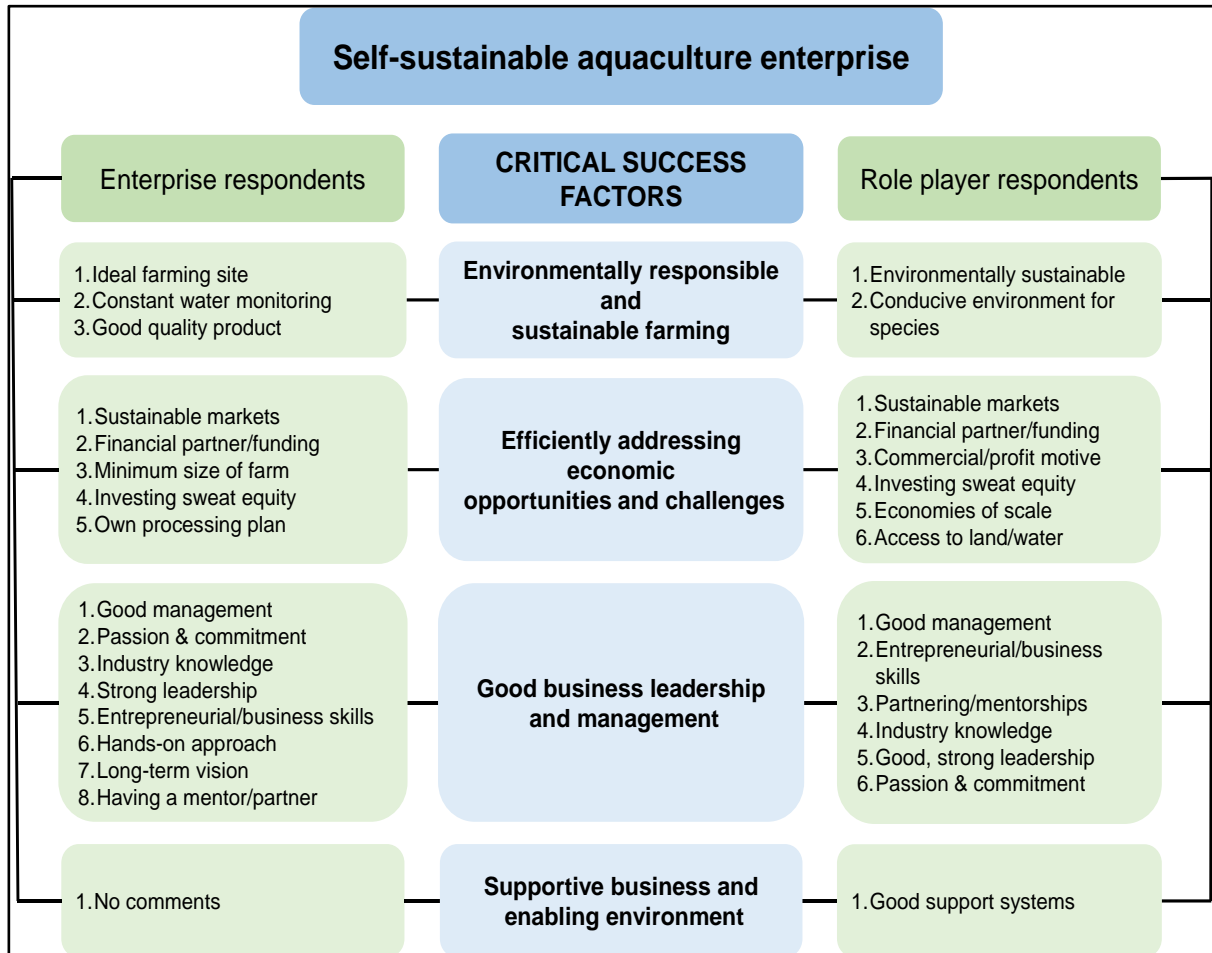 Self-sustainable aquaculture enterprise
Enterprise respondents
CRITICAL SUCCESS
FACTORS
Role player respondents
1.Ideal farming site
2.Constant water monitoring
3.Good quality product
Environmentally responsible
and
sustainable farming
1.Environmentally sustainable
2.Conducive environment for
species
1.Sustainable markets
2.Financial partner/funding
3.Minimum size of farm
4.Investing sweat equity
5.Own processing plan
Efficiently addressing
economic
opportunities and challenges
1.Sustainable markets
2.Financial partner/funding
3.Commercial/profit motive
4.Investing sweat equity
5.Economies of scale
6.Access to land/water
1.Good management
2.Passion & commitment
3.Industry knowledge
4.Strong leadership
5.Entrepreneurial/business skills
6.Hands-on approach
7.Long-term vision
8.Having a mentor/partner
Good business leadership
and management
1.Good management
2.Entrepreneurial/business
skills
3.Partnering/mentorships
4.Industry knowledge
5.Good, strong leadership
6.Passion & commitment
1.No comments
Supportive business and
enabling environment
1.Good support systems